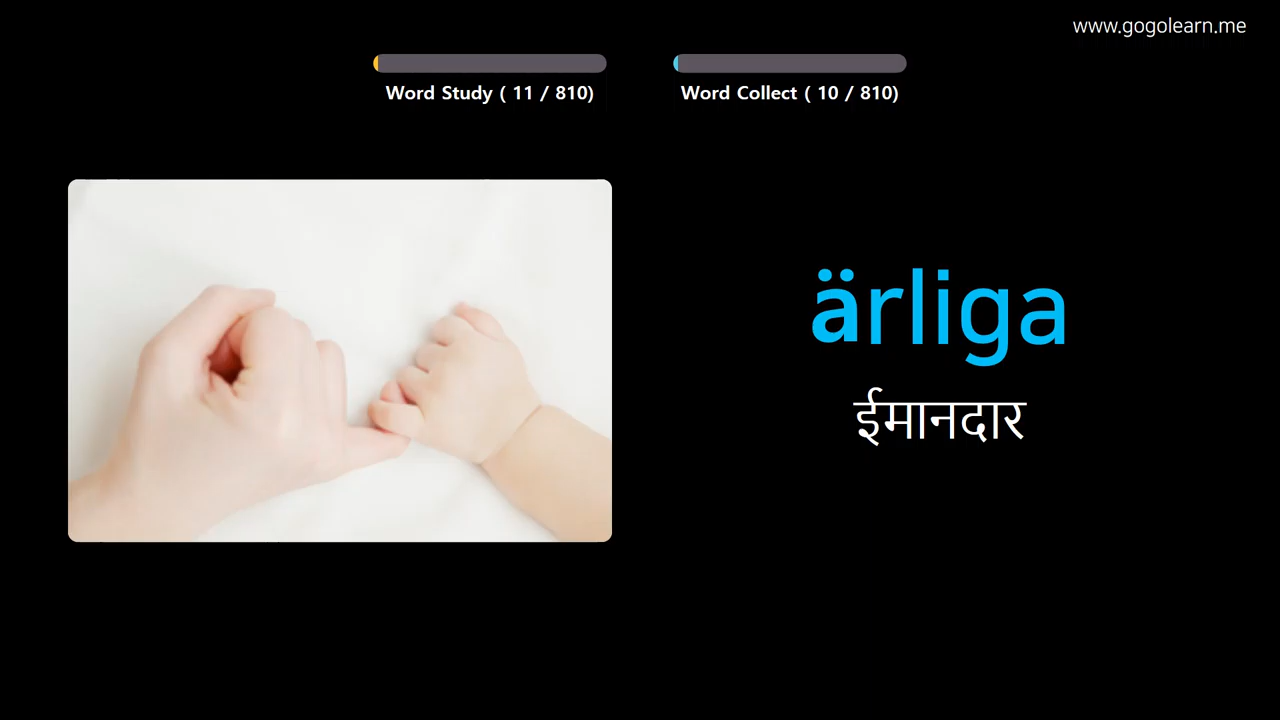 www.gogolearn.me
Word Study ( 11 / 810)
Word Collect ( 10 / 810)
ärliga
ईमानदार